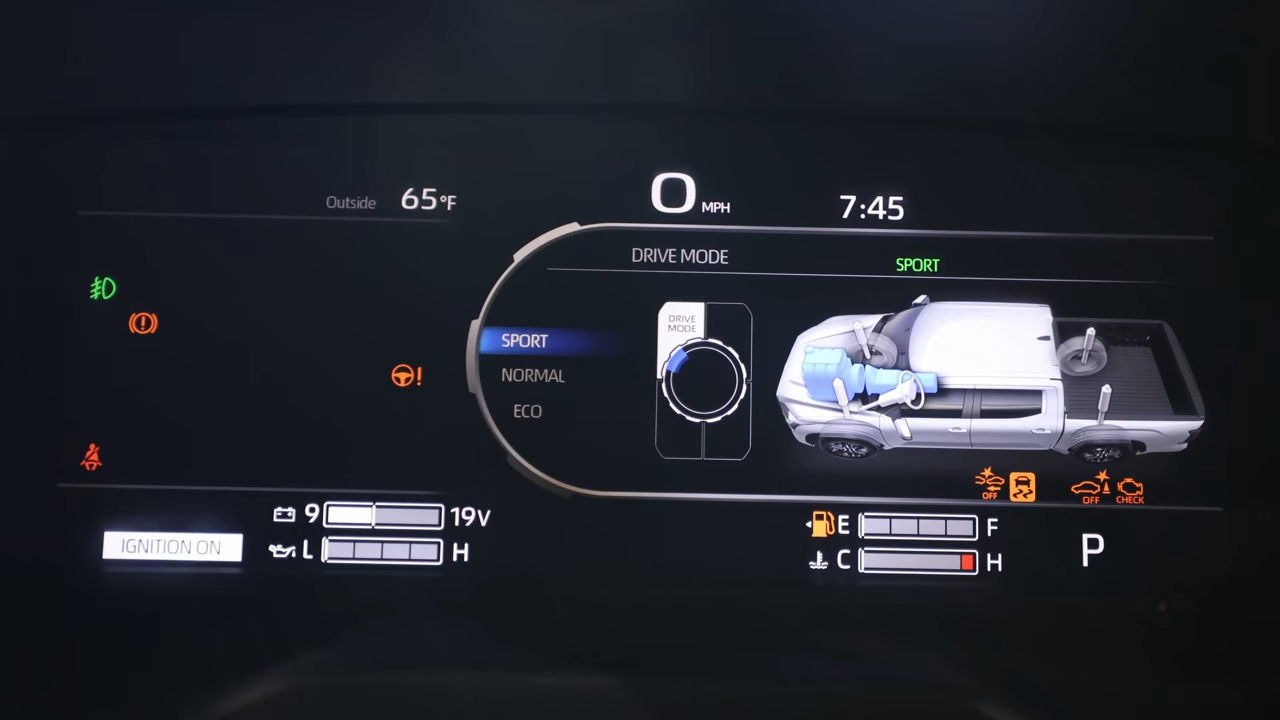 Outside 65°F
0 MPH
7:45
DRIVE MODE
SPORT
SPORT
NORMAL
ECO
DRIVE
MODE
OFF
OFF
CHECK
IGNITION ON
9 19V
L H
E F
C H
P